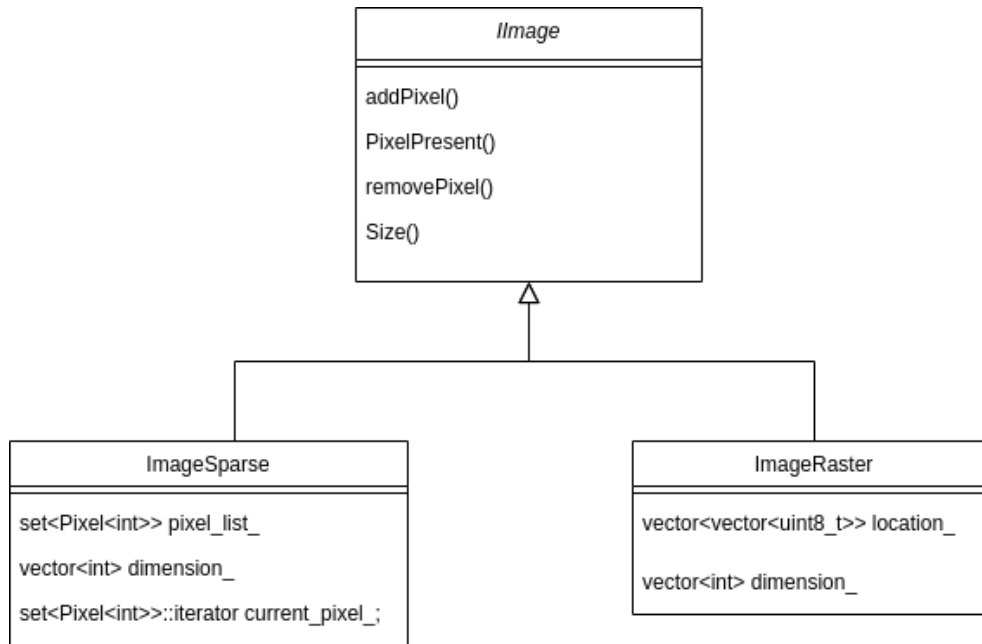 IImage
addPixel()
PixelPresent()
removePixel()
Size()
ImageSparse
set<Pixel<int>> pixel_list_
vector<int> dimension_
set<Pixel<int>>::iterator current_pixel_;
ImageRaster
vector<vector<uint8_t>> location_
vector<int> dimension_